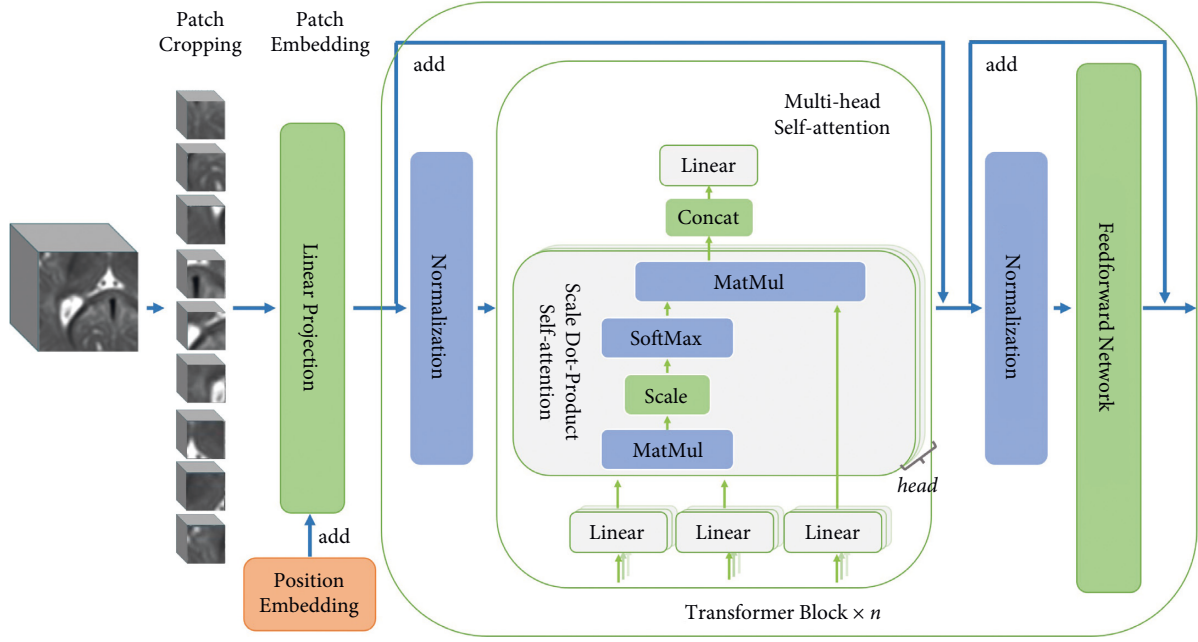 Patch
Cropping
Patch
Embedding
Linear Projection
add
Position
Embedding
add
Normalization
Multi-head
Self-attention
Linear
Concat
MatMul
SoftMax
Scale
MatMul
Scale Dot-Product
Self-attention
head
Linear
Linear
Linear
Transformer Block × n
add
Normalization
Feedforward Network